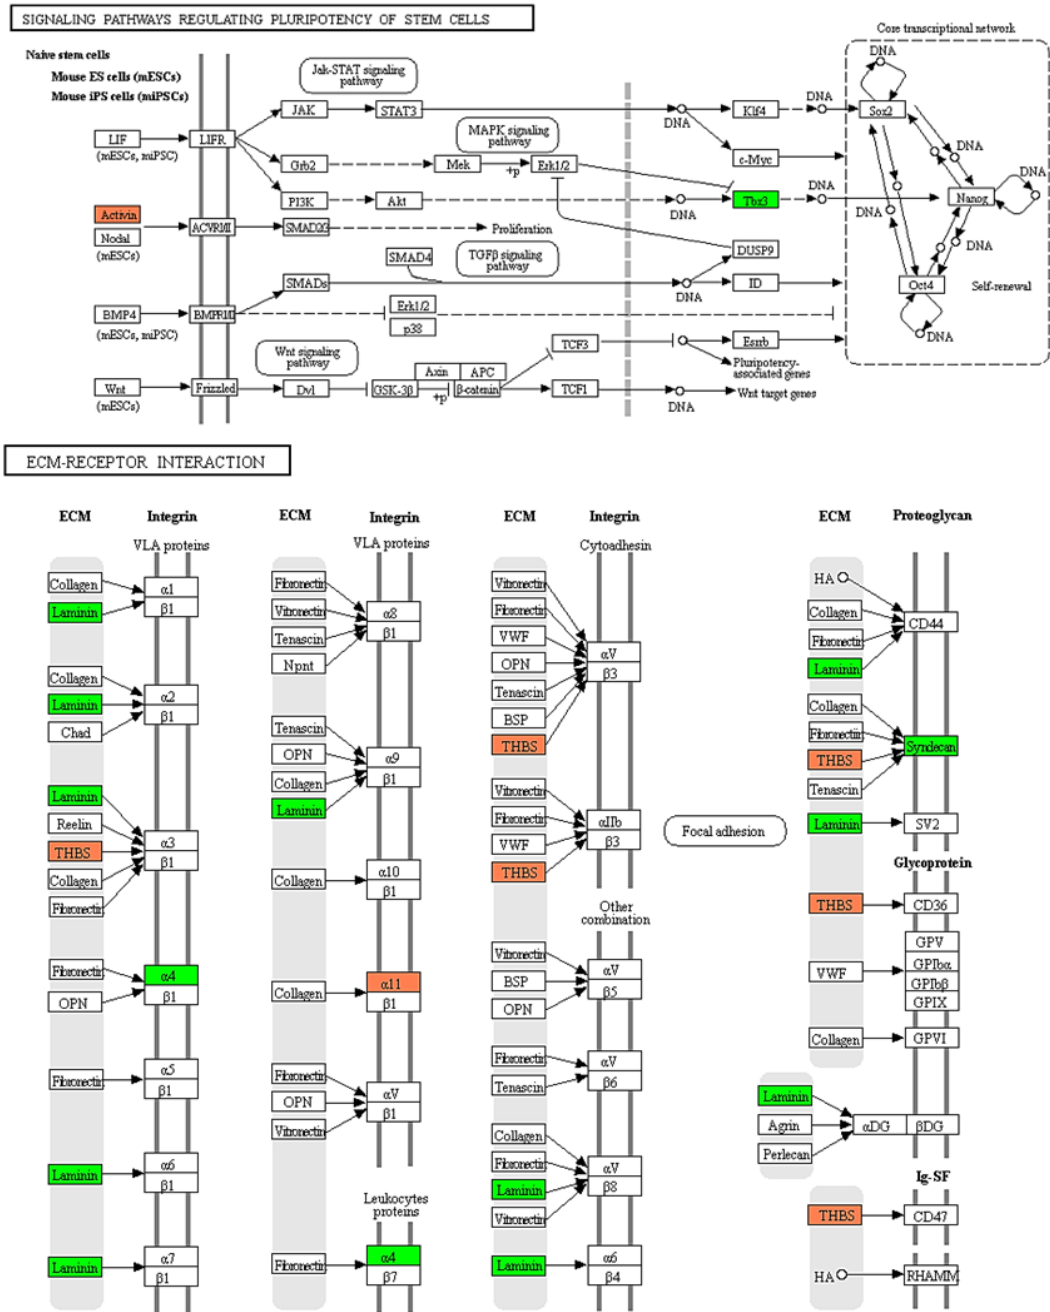 SIGNALING PATHWAYS REGULATING PLURIPOTENCY OF STEM CELLS
Naive stem cells
Mouse ES cells (mESCs)
Mouse iPS cells (miPSCs)
Core transcriptional network
Jak-STAT signaling
pathway
DNA
JAK
STAT3
DNA
Klf4
DNA
Sox2
LIF
(mESCs, miPSC)
LIFR
MAPK signaling
pathway
c-Myc
DNA
Grb2
Mek
+p
Erk1/2
DNA
PI3K
Akt
DNA
Tbx3
DNA
Nanog
Activin
Nodal
(mESCs)
ACVRI/II
SMAD2/3
Proliferation
DNA
DNA
SMAD4
TGFβ signaling
pathway
DUSP9
SMADs
DNA
ID
Oct4
Self-renewal
BMP4
(mESCs, miPSC)
BMPRI/II
Erk1/2
p38
DNA
Wnt signaling
pathway
TCF3
Esrrb
Pluripotency-
associated genes
Axin
APC
Wnt
(mESCs)
Frizzled
Dvl
GSK-3β
+p
β-catenin
TCF1
DNA
Wnt target genes
ECM-RECEPTOR INTERACTION
ECM
Integrin
VLA proteins
Collagen
Laminin
α1
β1
Collagen
Laminin
Chad
α2
β1
Laminin
Reelin
THBS
Collagen
Fibronectin
α3
β1
Fibronectin
OPN
α4
β1
Fibronectin
α5
β1
Laminin
α6
β1
Laminin
α7
β1
ECM
Integrin
VLA proteins
Fibronectin
Vitronectin
Tenascin
Npnt
α8
β1
Tenascin
OPN
Collagen
Laminin
α9
β1
Collagen
α10
β1
Collagen
α11
β1
Fibronectin
OPN
Vitronectin
αV
β1
Leukocytes
proteins
Fibronectin
α4
β7
ECM
Integrin
Cytoadhesin
Vitronectin
Fibronectin
VWF
OPN
Tenascin
BSP
THBS
αV
β3
Vitronectin
Fibronectin
VWF
THBS
αIIb
β3
Other
combination
Vitronectin
BSP
OPN
αV
β5
Fibronectin
Tenascin
αV
β6
Collagen
Fibronectin
Laminin
Vitronectin
αV
β8
Laminin
α6
β4
Focal adhesion
ECM
Proteoglycan
HA
Collagen
Fibronectin
Laminin
CD44
Collagen
Fibronectin
THBS
Tenascin
Syndecan
Laminin
SV2
Glycoprotein
THBS
CD36
VWF
GPV
GPIbα
GPIbβ
GPIX
Collagen
GPVI
Laminin
Agrin
Perlecan
αDG
βDG
Ig-SF
THBS
CD47
HA
RHAMM